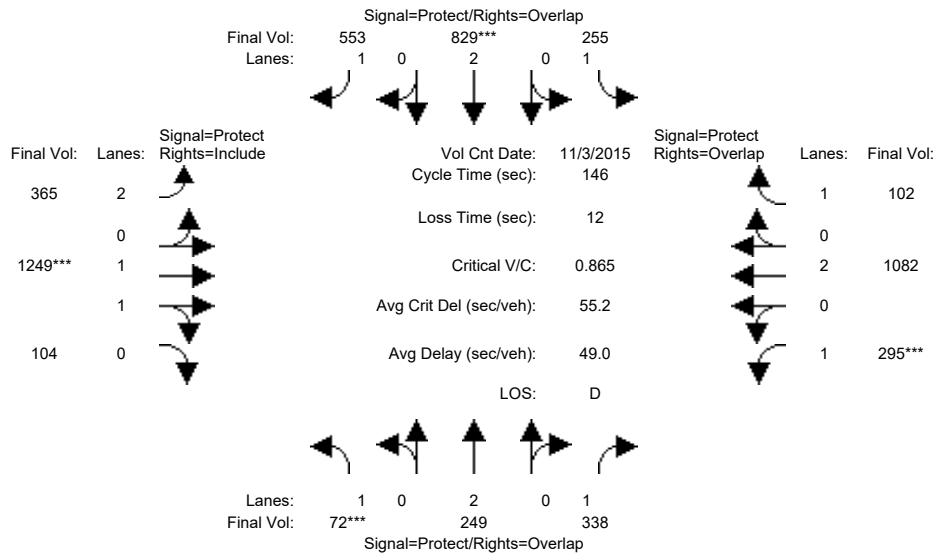 Signal=Protect/Rights=Overlap
Final Vol: 553 829*** 255
Lanes: 1 0 2 0 1
Signal=Protect
Rights=Include
Final Vol: Lanes:
Vol Cnt Date: 11/3/2015
Signal=Protect
Rights=Overlap
Lanes: Final Vol:
Cycle Time (sec): 146
365 2
1 102
Loss Time (sec): 12
0
0
1249*** 1
Critical V/C: 0.865
2 1082
1
Avg Crit Del (sec/veh): 55.2
0
104 0
Avg Delay (sec/veh): 49.0
1 295***
LOS: D
Lanes: 1 0 2 0 1
Final Vol: 72*** 249 338
Signal=Protect/Rights=Overlap